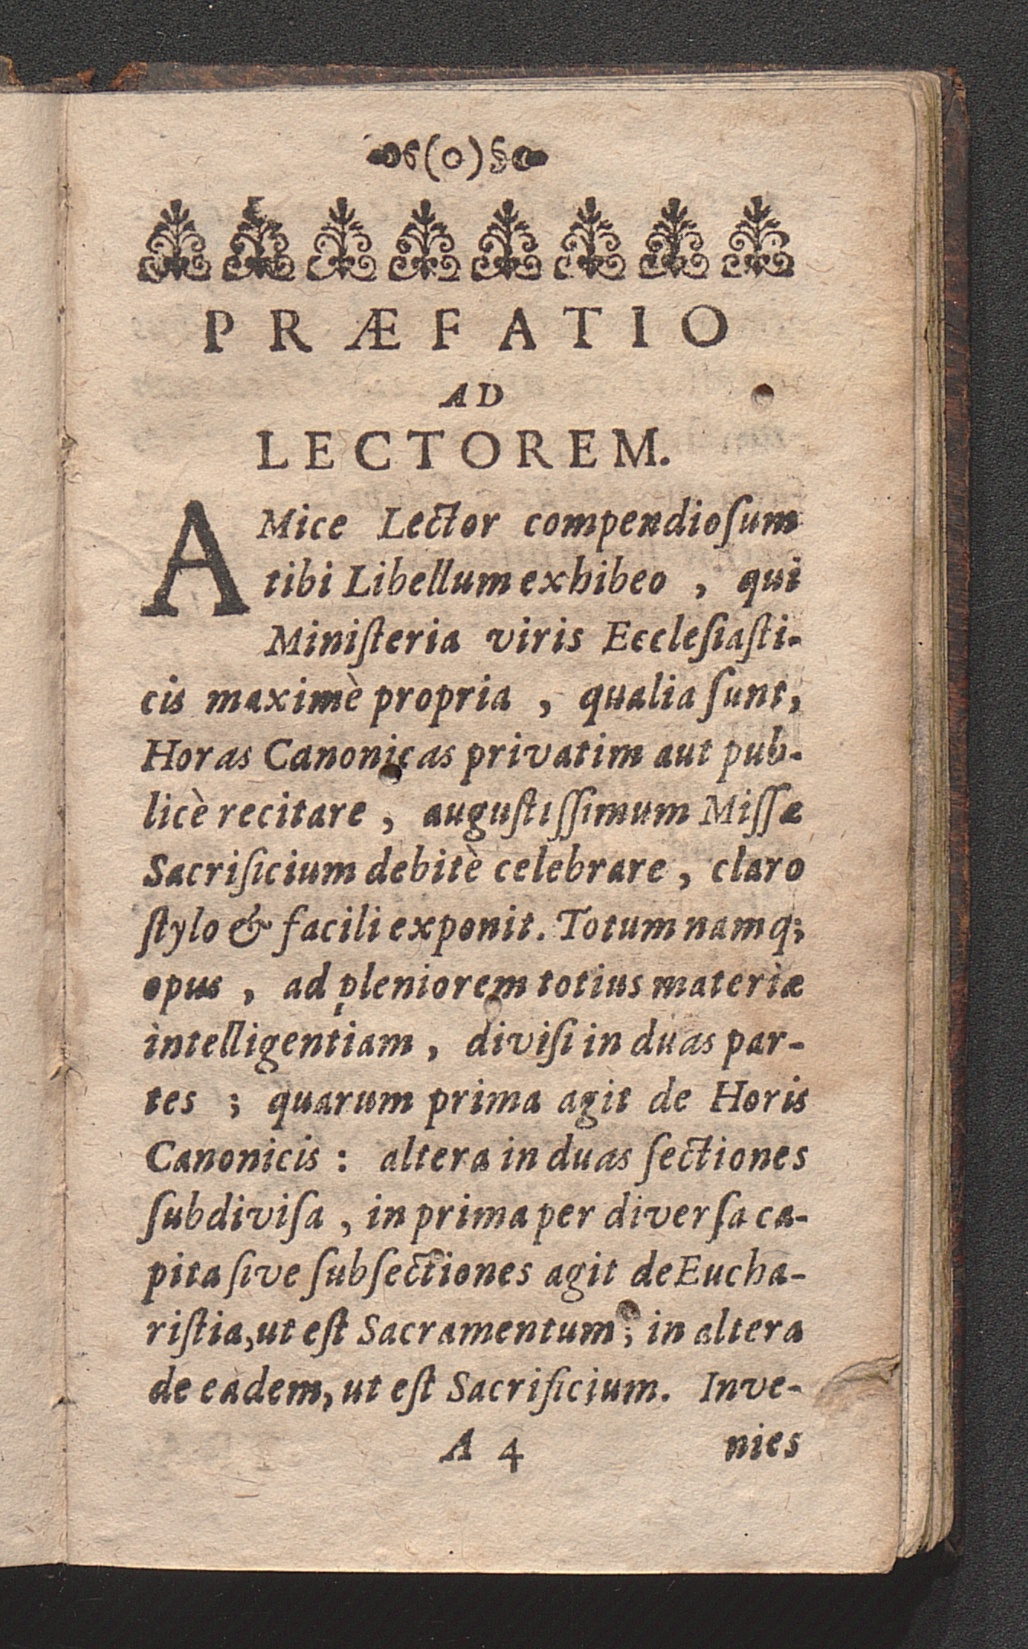 (o)
PRÆFATIO
AD
LECTOREM.
AMice Lector compendioſum
tibi Libellum exhibeo , qui
Miniſteria viris Eccleſiaſti-
cis maximè propria , qualia ſunt,
Horas Canonicas privatim aut pub-
licè recitare , auguſtiſſimum Miſſæ
Sacrificium debitè celebrare , claro
ſtylo & facili exponit. Totum namq;
opus , ad pleniorem totius materiæ
intelligentiam , diviſi in duas par-
tes ; quarum prima agit de Horis
Canonicis : altera in duas ſectiones
ſubdiviſa , in prima per diverſa ca-
pita ſive ſubſectiones agit de Eucha-
riſtia, ut eſt Sacramentum ; in altera
de eadem, ut eſt Sacrificium. Inve-
A 4 nies